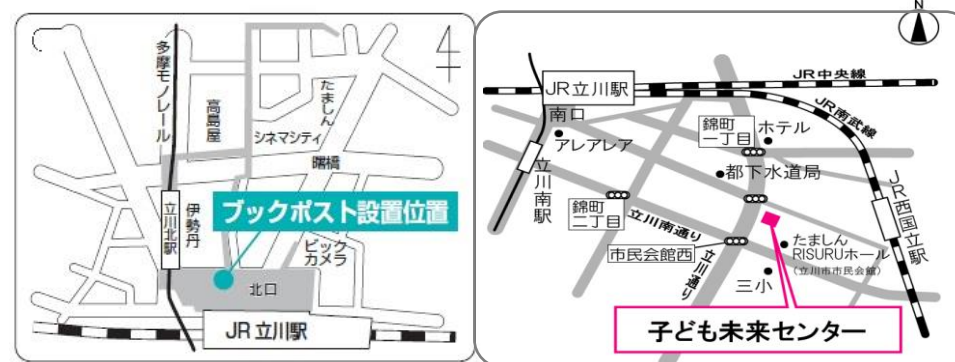 多摩モノレール
高島屋
たましん
シネマシティ
曙橋
ブックポスト設置位置
立川北駅
伊勢丹
ビック
カメラ
北口
JR立川駅
N
JR中央線
JR立川駅
JR南武線
南口
アレアレア
錦町
一丁目
ホテル
都下水道局
立川南駅
錦町
二丁目
立川南通り
市民会館西
立川通り
たましん
RISURUホール
(立川市市民会館)
三小
JR西国立駅
子ども未来センター